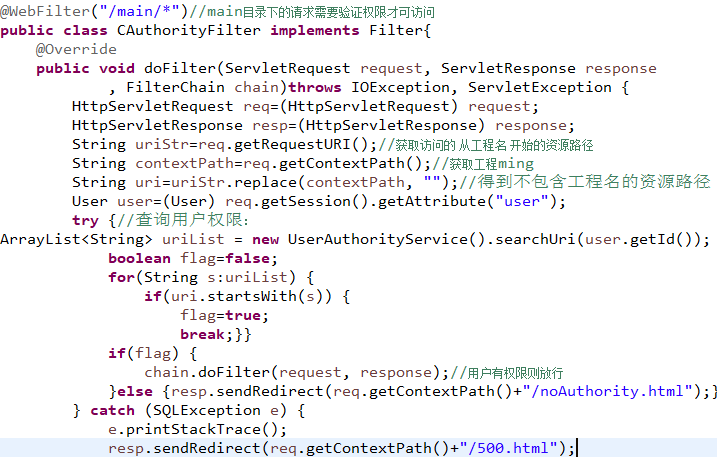 @WebFilter("/main/*")//main目录下的请求需要验证权限才可访问
public class CAuthorityFilter implements Filter{
    @Override
    public void doFilter(ServletRequest request, ServletResponse response
            , FilterChain chain)throws IOException, ServletException {
        HttpServletRequest req=(HttpServletRequest) request;
        HttpServletResponse resp=(HttpServletResponse) response;
        String uriStr=req.getRequestURI();//获取访问的 从工程名 开始的资源路径
        String contextPath=req.getContextPath();//获取工程ming
        String uri=uriStr.replace(contextPath, "");//得到不包含工程名的资源路径
        User user=(User) req.getSession().getAttribute("user");
        try {//查询用户权限：
ArrayList<String> uriList = new UserAuthorityService().searchUri(user.getId());
            boolean flag=false;
            for(String s:uriList) {
                if(uri.startsWith(s)) {
                    flag=true;
                    break;}}
            if(flag) {
                chain.doFilter(request, response);//用户有权限则放行
            }else {resp.sendRedirect(req.getContextPath()+"/noAuthority.html");}
        } catch (SQLException e) {
            e.printStackTrace();
            resp.sendRedirect(req.getContextPath()+"/500.html");